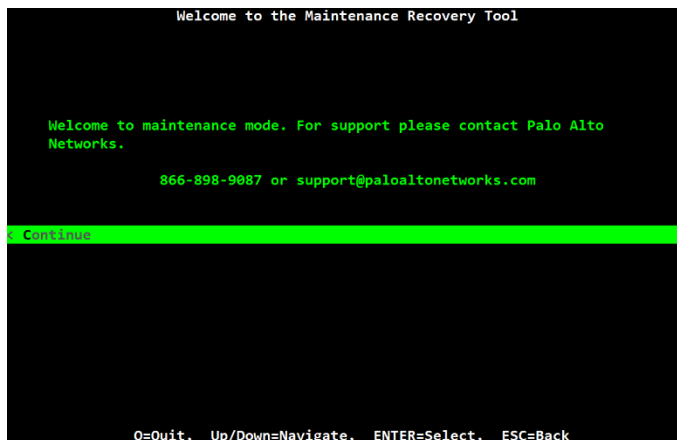 Welcome to the Maintenance Recovery Tool
Welcome to maintenance mode. For support please contact Palo Alto
Networks.
866-898-9087 or support@paloaltonetworks.com
< Continue
Q=Quit, Up/Down=Navigate, ENTER=Select, ESC=Back